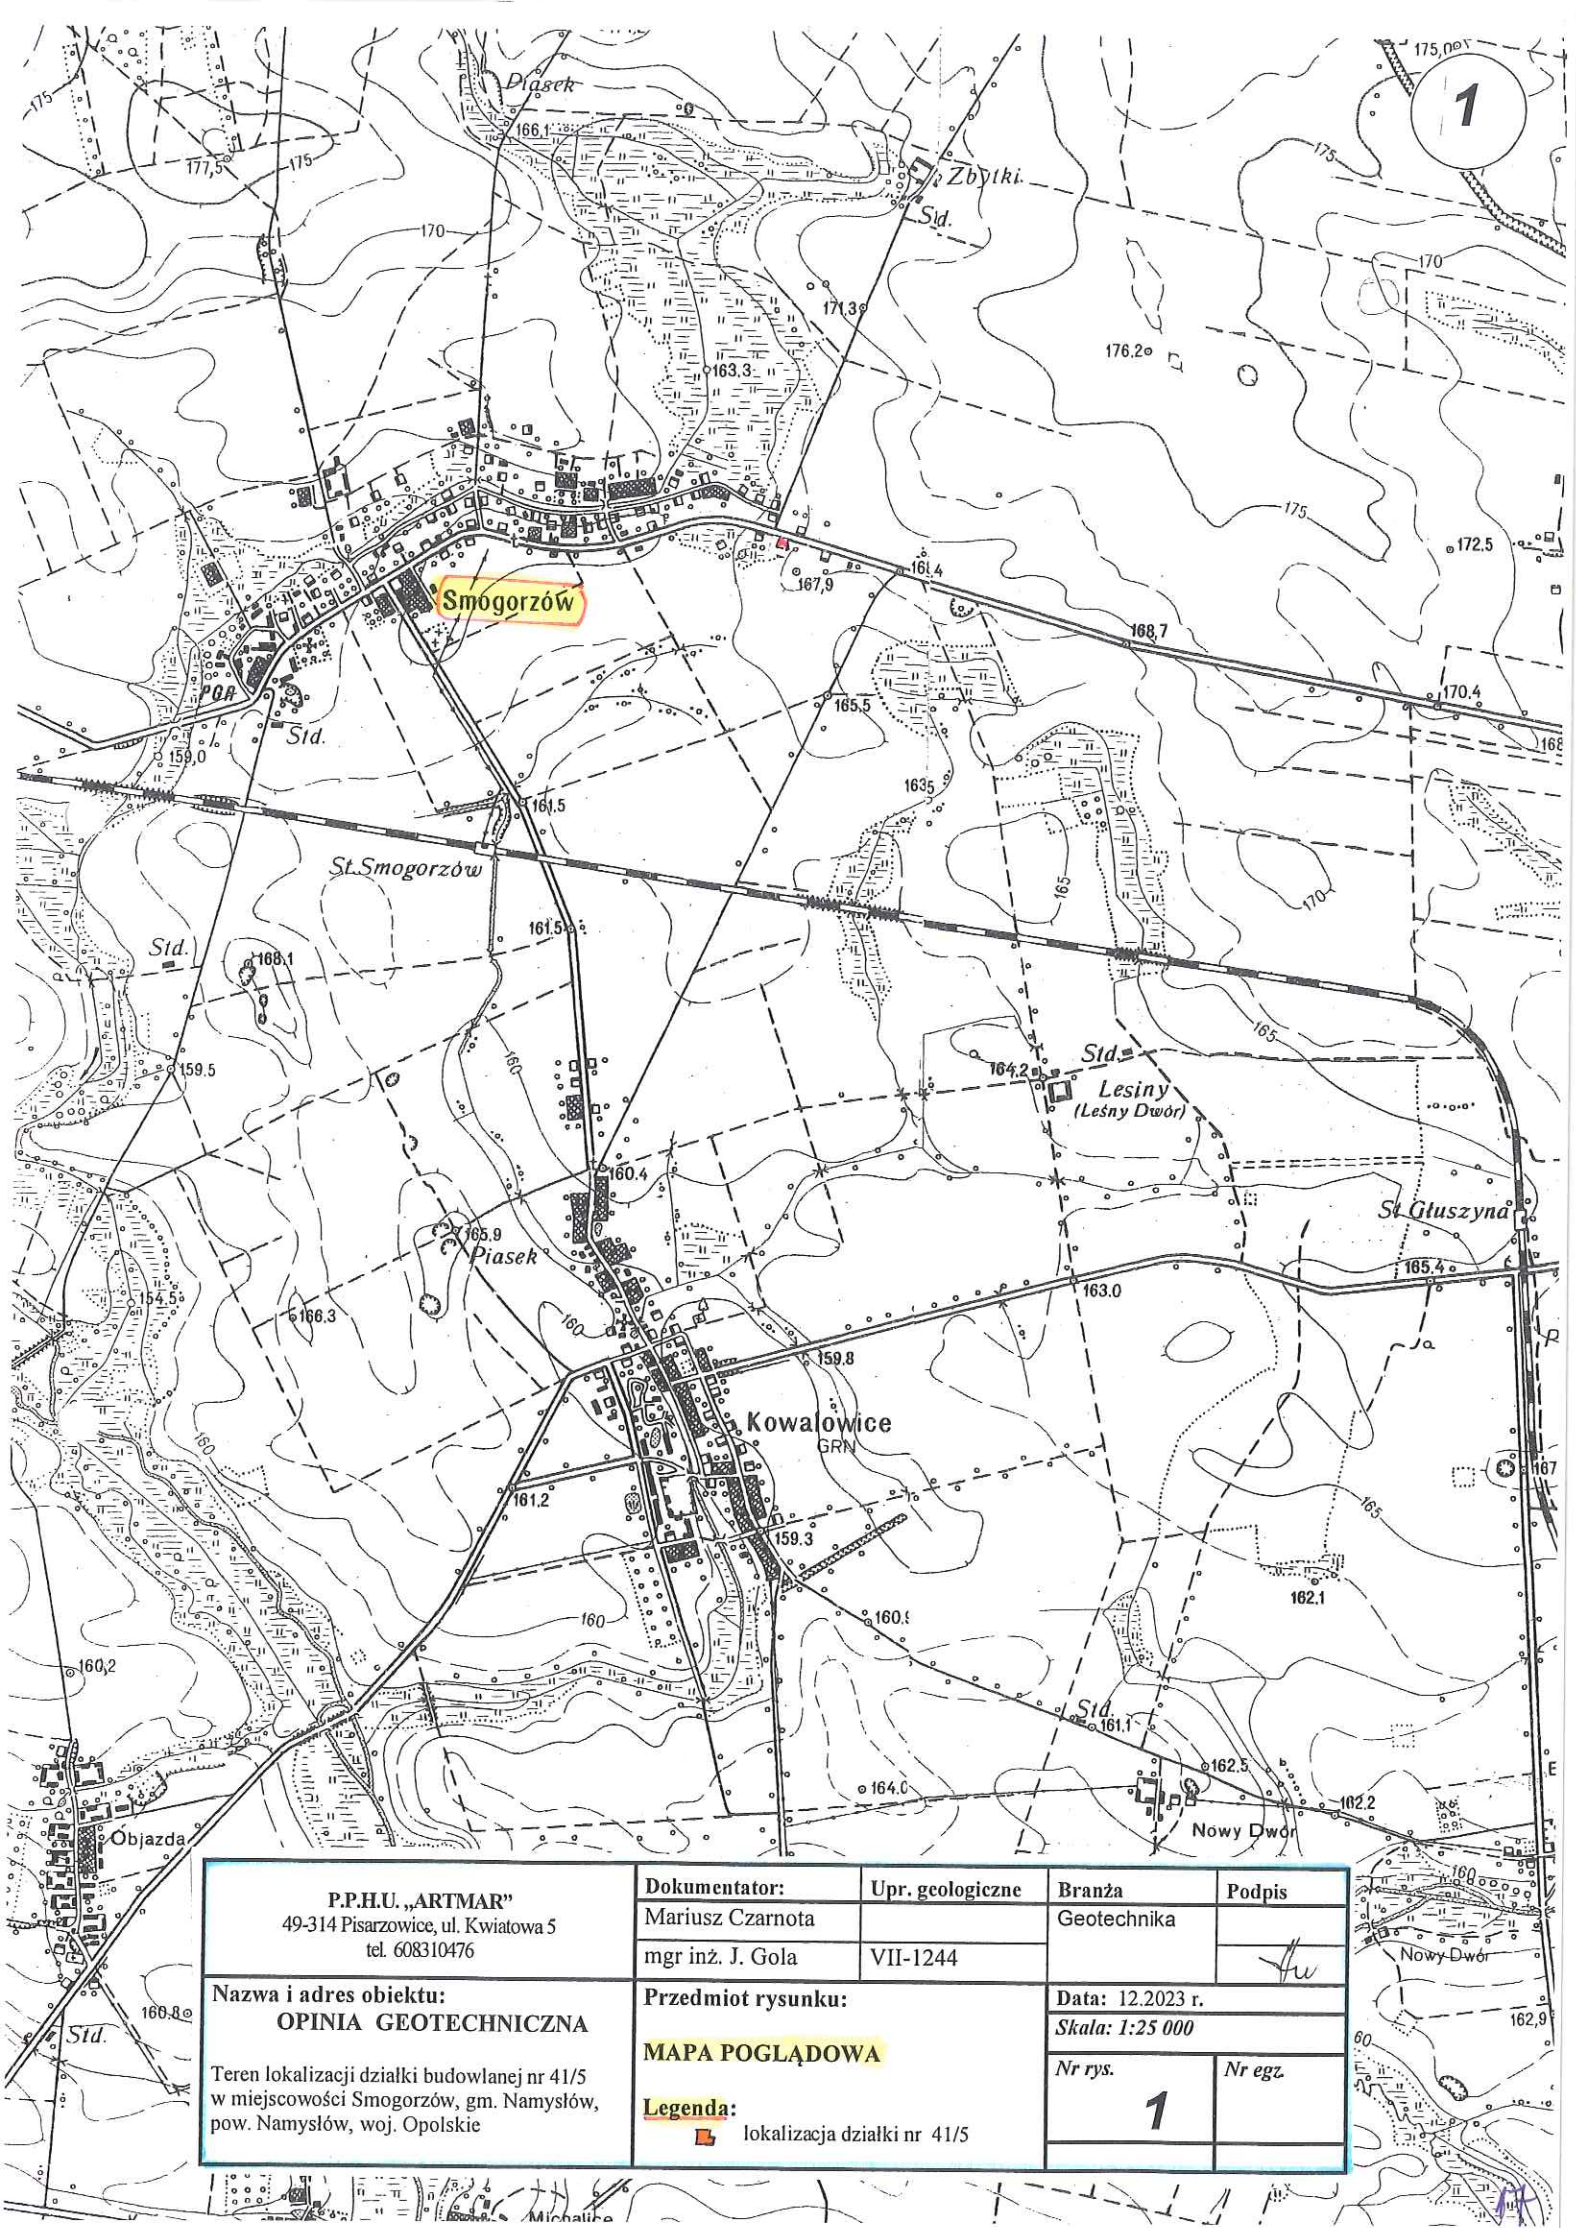 175,0
1
175
Piasek
166,1
177,5
175
175
Zbytki
Std.
170
170
171,3
176.2
163,3
175
172.5
167,9
Smogorzów
168,7
PGR
170.4
165,5
Std.
159,0
168
163,5
161.5
St.Smogorzów
165
170
161.5
Std.
168.1
165
160
159.5
Std.
164.2
Lesiny
(Leśny Dwór)
160.4
St.Głuszyna
165.9
Piasek
165.4
163.0
154.5
166.3
160
159.8
Kowalowice
GRN
160
167
161.2
165
159.3
162,1
160
160.
160,2
Std.
161,1
162.5
164.0
162.2
Nowy Dwór
Objazda
160
Nowy Dwór
160.8
Std.
162,9
60
P.P.H.U. „ARTMAR”
49-314 Pisarzowice, ul. Kwiatowa 5
tel. 608310476
Dokumentator:
Upr. geologiczne
Branża
Podpis
Mariusz Czarnota
Geotechnika
mgr inż. J. Gola
VII-1244
Nazwa i adres obiektu:
OPINIA GEOTECHNICZNA
Teren lokalizacji działki budowlanej nr 41/5
w miejscowości Smogorzów, gm. Namysłów,
pow. Namysłów, woj. Opolskie
Przedmiot rysunku:
MAPA POGLĄDOWA
Legenda:
lokalizacja działki nr 41/5
Data: 12.2023 r.
Skala: 1:25 000
Nr rys.
Nr egz.
1
17
Michalice